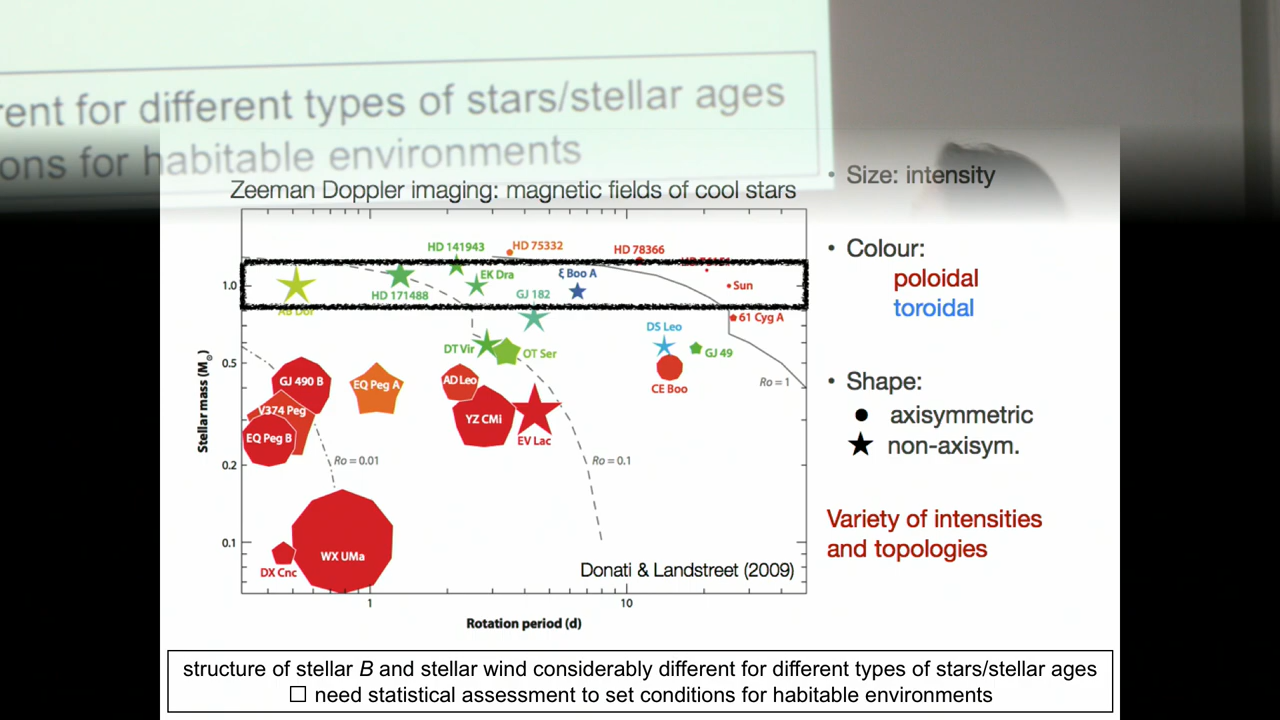 rent for different types of stars/stellar ages
ons for habitable environments
Zeeman Doppler imaging: magnetic fields of cool stars
• Size: intensity
• Colour:
poloidal
toroidal
• Shape:
axisymmetric
non-axisym.
Variety of intensities
and topologies
HD 141943
HD 75332
HD 78366
EK Dra
ξ Boo A
Sun
HD 171488
GJ 182
AB Dor
61 Cyg A
DS Leo
DT Vir
OT Ser
GJ 49
GJ 490 B
EQ Peg A
AD Leo
CE Boo
Ro = 1
V374 Peg
YZ CMi
EQ Peg B
EV Lac
Ro = 0.01
Ro = 0.1
WX UMa
DX Cnc
Donati & Landstreet (2009)
Stellar mass (M⊙)
1.0
0.5
0.2
0.1
1
10
Rotation period (d)
structure of stellar B and stellar wind considerably different for different types of stars/stellar ages
□ need statistical assessment to set conditions for habitable environments